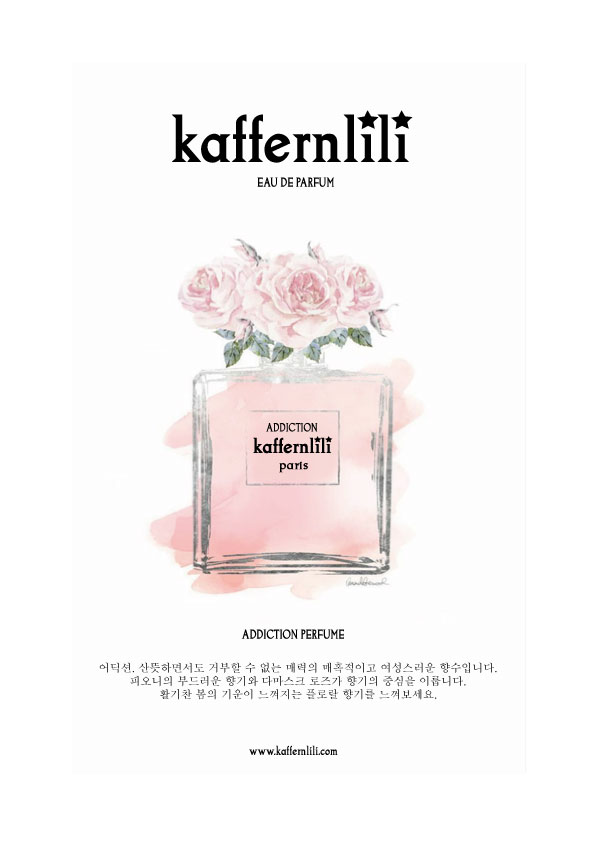 kaffernlili
EAU DE PARFUM
ADDICTION
kaffernlili
paris
ADDICTION PERFUME
어딕션. 산뜻하면서도 거부할 수 없는 매력의 매혹적이고 여성스러운 향수입니다.
피오니의 부드러운 향기와 다마스크 로즈가 향기의 중심을 이룹니다.
활기찬 봄의 기운이 느껴지는 플로랄 향기를 느껴보세요.
www.kaffernlili.com